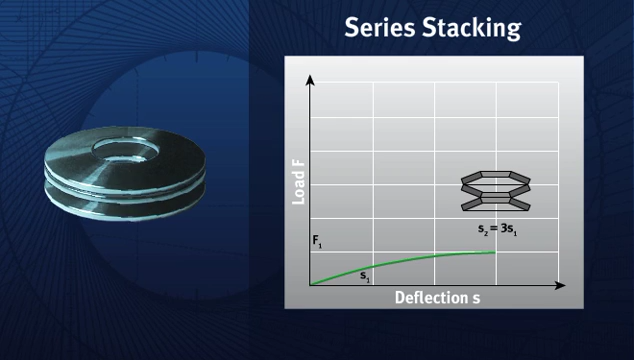 Series Stacking
Load F
s₂ = 3s₁
F₁
s₁
Deflection s